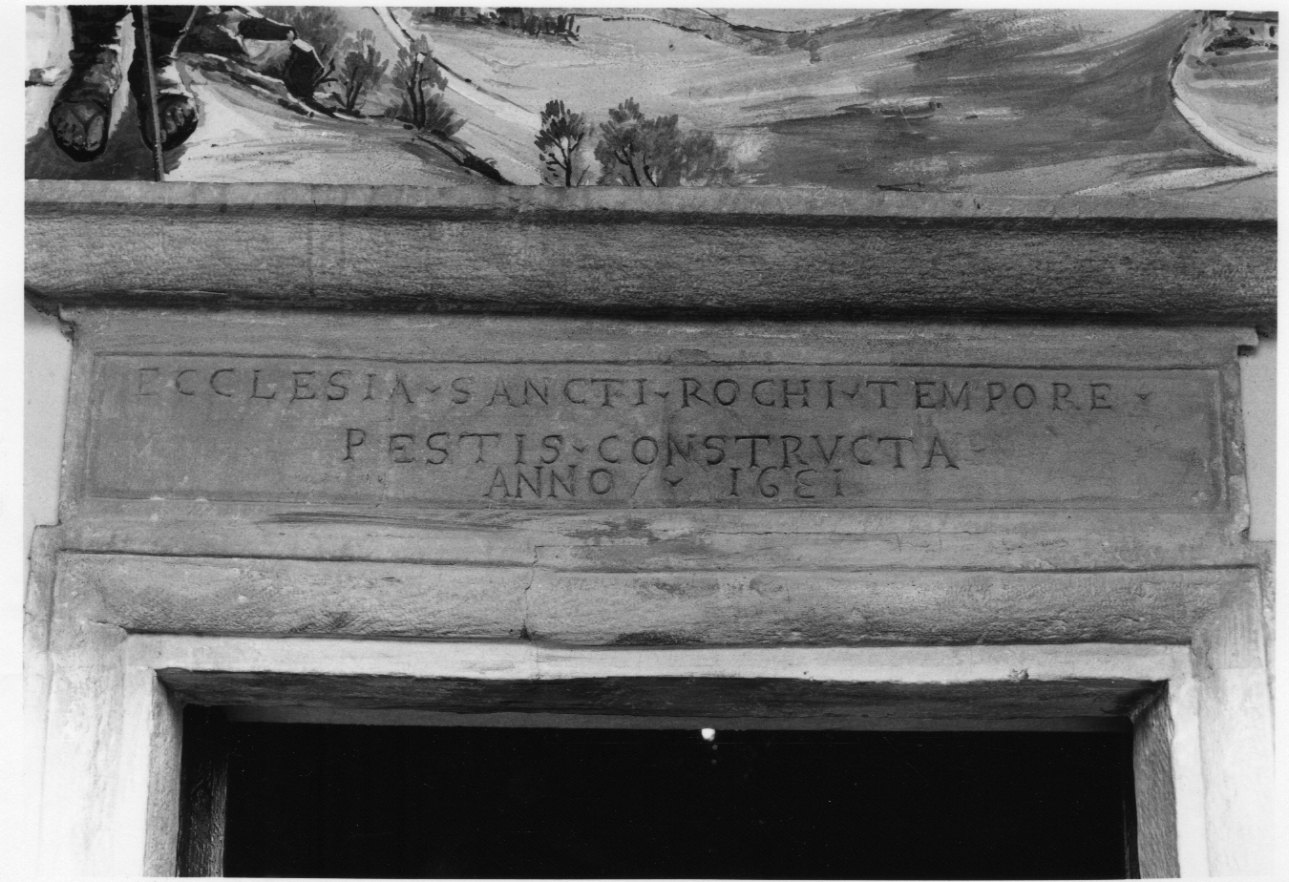 ECCLESIA SANCTI ROCHI TEMPORE
PESTIS CONSTRVCTA
ANNO 1631